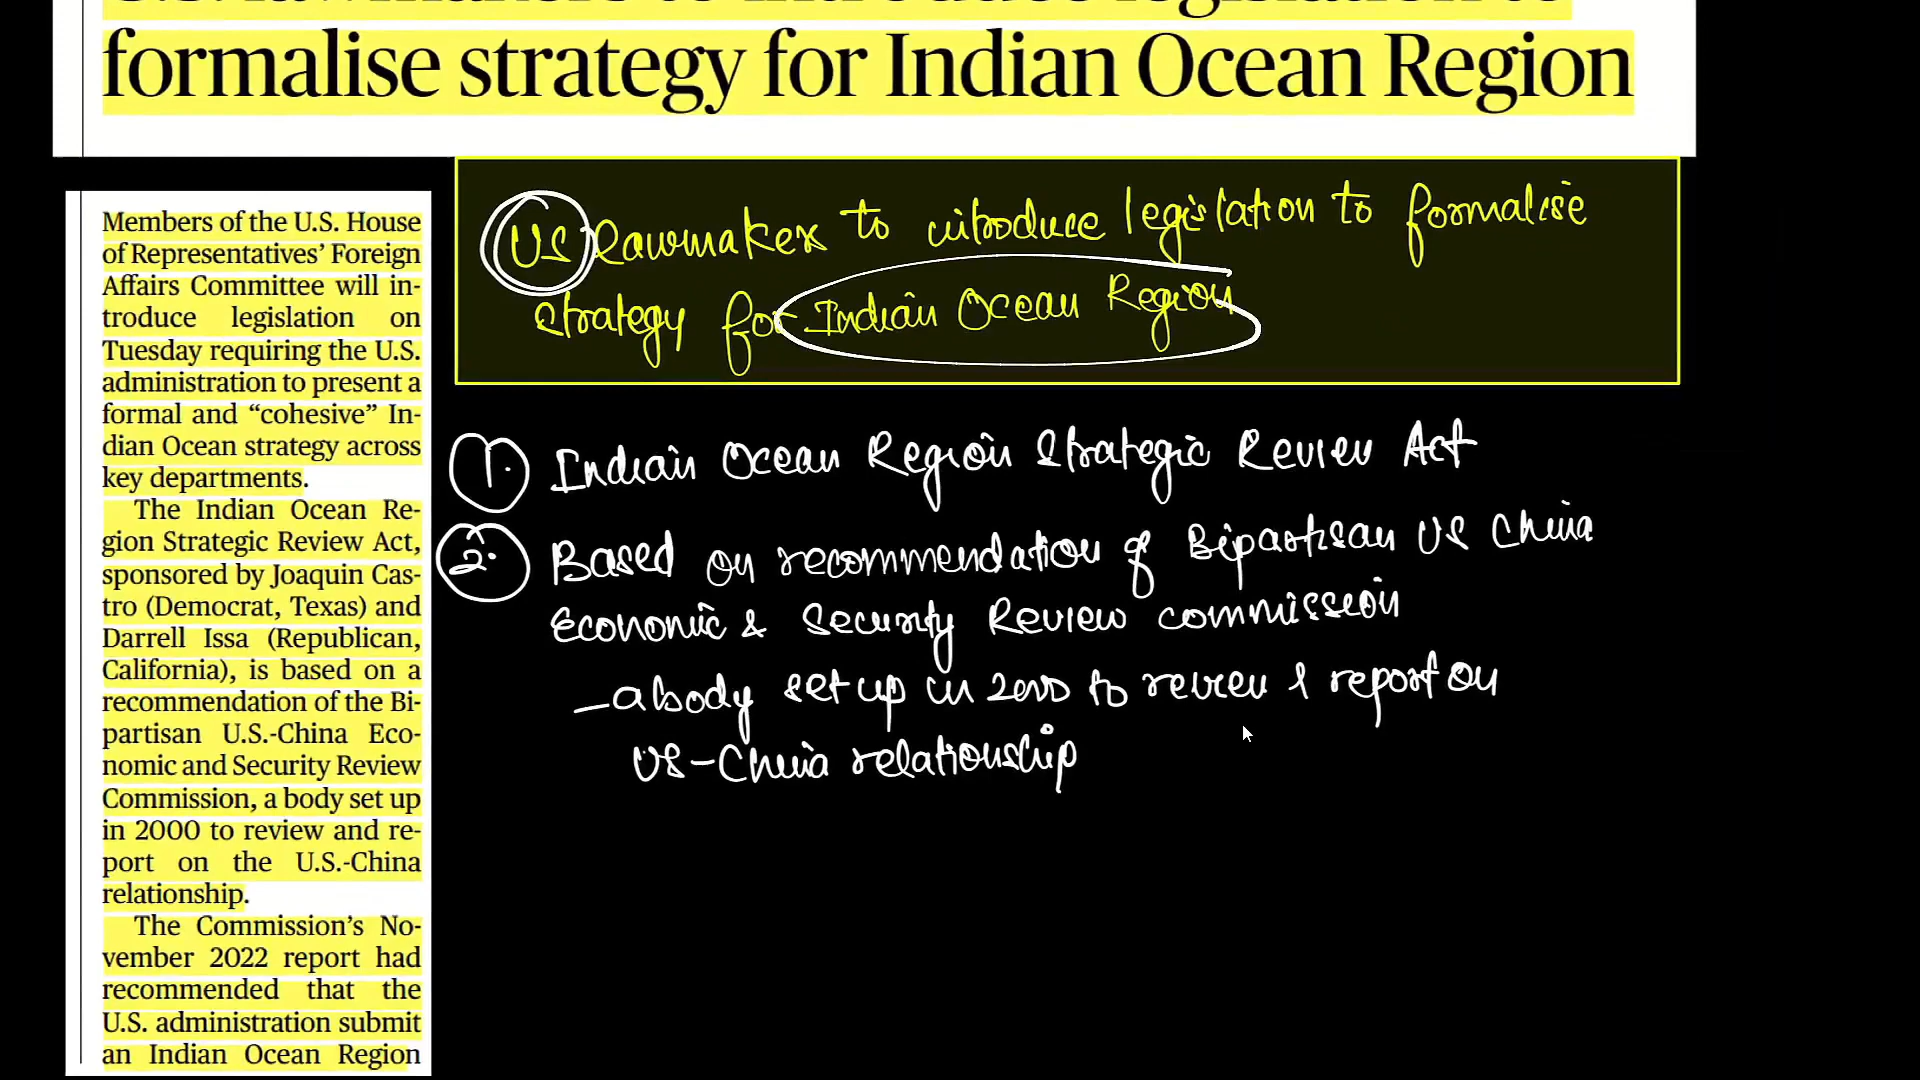 U.S. lawmakers to introduce legislation to
formalise strategy for Indian Ocean Region
Members of the U.S. House
of Representatives’ Foreign
Affairs Committee will in-
troduce legislation on
Tuesday requiring the U.S.
administration to present a
formal and “cohesive” In-
dian Ocean strategy across
key departments.
The Indian Ocean Re-
gion Strategic Review Act,
sponsored by Joaquin Cas-
tro (Democrat, Texas) and
Darrell Issa (Republican,
California), is based on a
recommendation of the Bi-
partisan U.S.-China Eco-
nomic and Security Review
Commission, a body set up
in 2000 to review and re-
port on the U.S.-China
relationship.
The Commission’s No-
vember 2022 report had
recommended that the
U.S. administration submit
an Indian Ocean Region
US Lawmakers to introduce legislation to formalise
strategy for Indian Ocean Region
1. Indian Ocean Region Strategic Review Act
2. Based on recommendation of Bipartisan US China
Economic & Security Review commission
- a body set up in 2000 to review & report on
US-China relationship